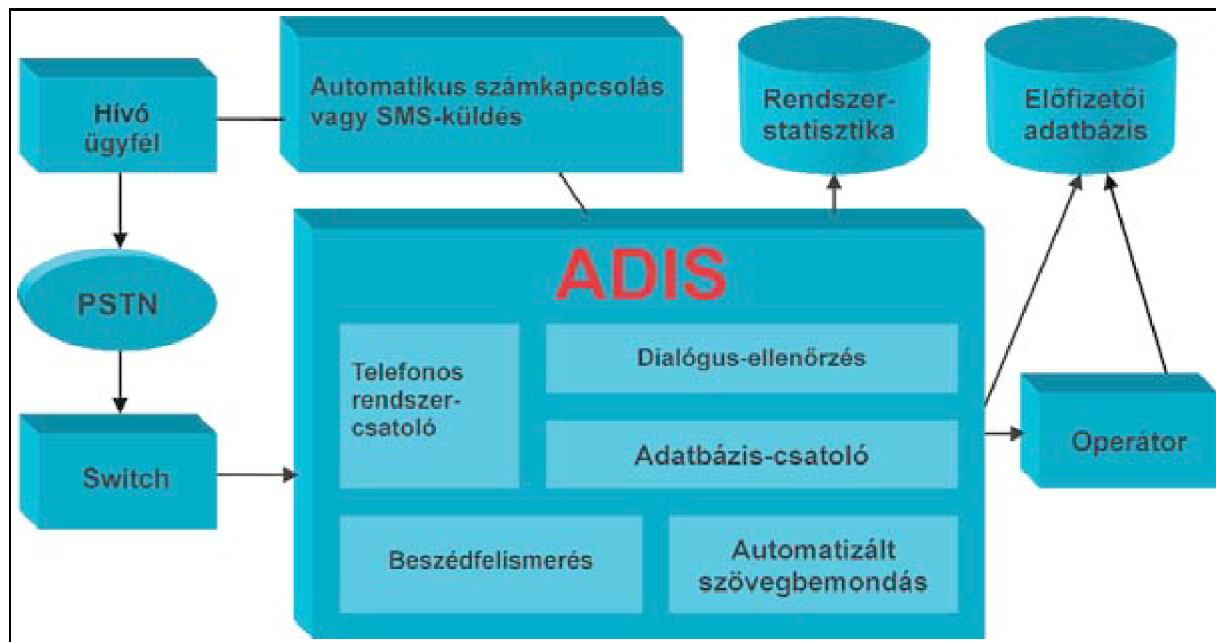 Hívó
ügyfél
Automatikus számkapcsolás
vagy SMS-küldés
Rendszer-
statisztika
Előfizetői
adatbázis
PSTN
Switch
ADIS
Telefonos
rendszer-
csatoló
Dialógus-ellenőrzés
Adatbázis-csatoló
Beszédfelismerés
Automatizált
szövegbemondás
Operátor